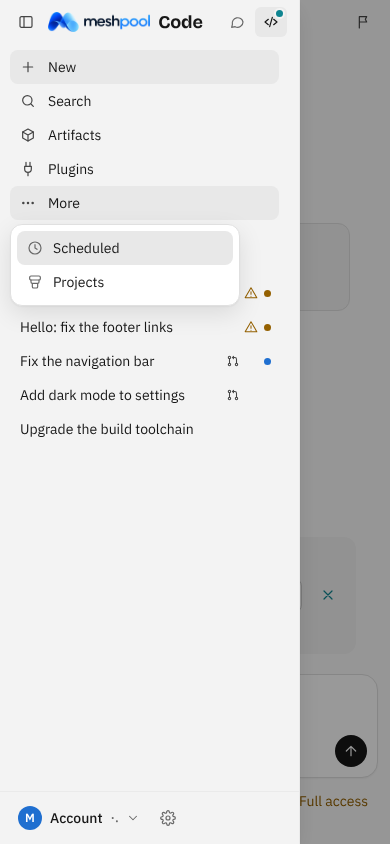 meshpool Code
New
Search
Artifacts
Plugins
More
Scheduled
Projects
Hello: fix the footer links
Fix the navigation bar
Add dark mode to settings
Upgrade the build toolchain
M Account
Full access